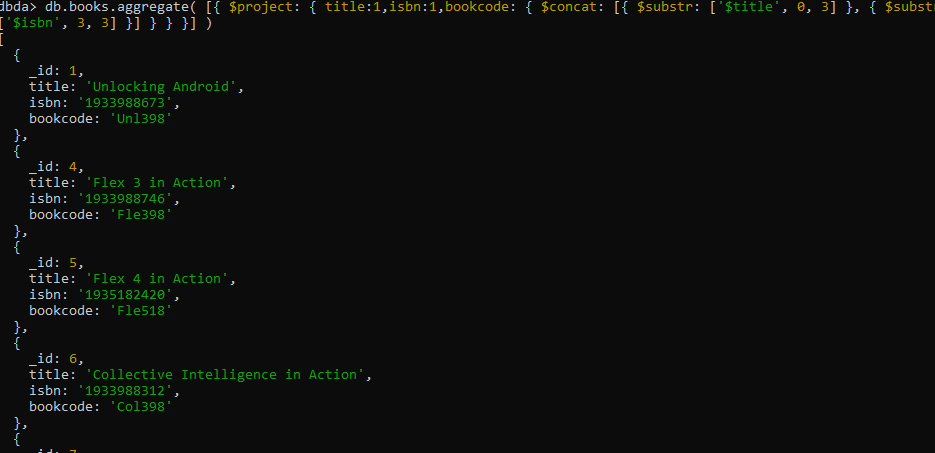 dbda> db.books.aggregate( [{ $project: { title:1,isbn:1,bookcode: { $concat: [{ $substr: ['$title', 0, 3] }, { $substr:
['$isbn', 3, 3] }] } } }] )
[
  {
    _id: 1,
    title: 'Unlocking Android',
    isbn: '1933988673',
    bookcode: 'Unl398'
  },
  {
    _id: 4,
    title: 'Flex 3 in Action',
    isbn: '1933988746',
    bookcode: 'Fle398'
  },
  {
    _id: 5,
    title: 'Flex 4 in Action',
    isbn: '1935182420',
    bookcode: 'Fle518'
  },
  {
    _id: 6,
    title: 'Collective Intelligence in Action',
    isbn: '1933988312',
    bookcode: 'Col398'
  },
  {